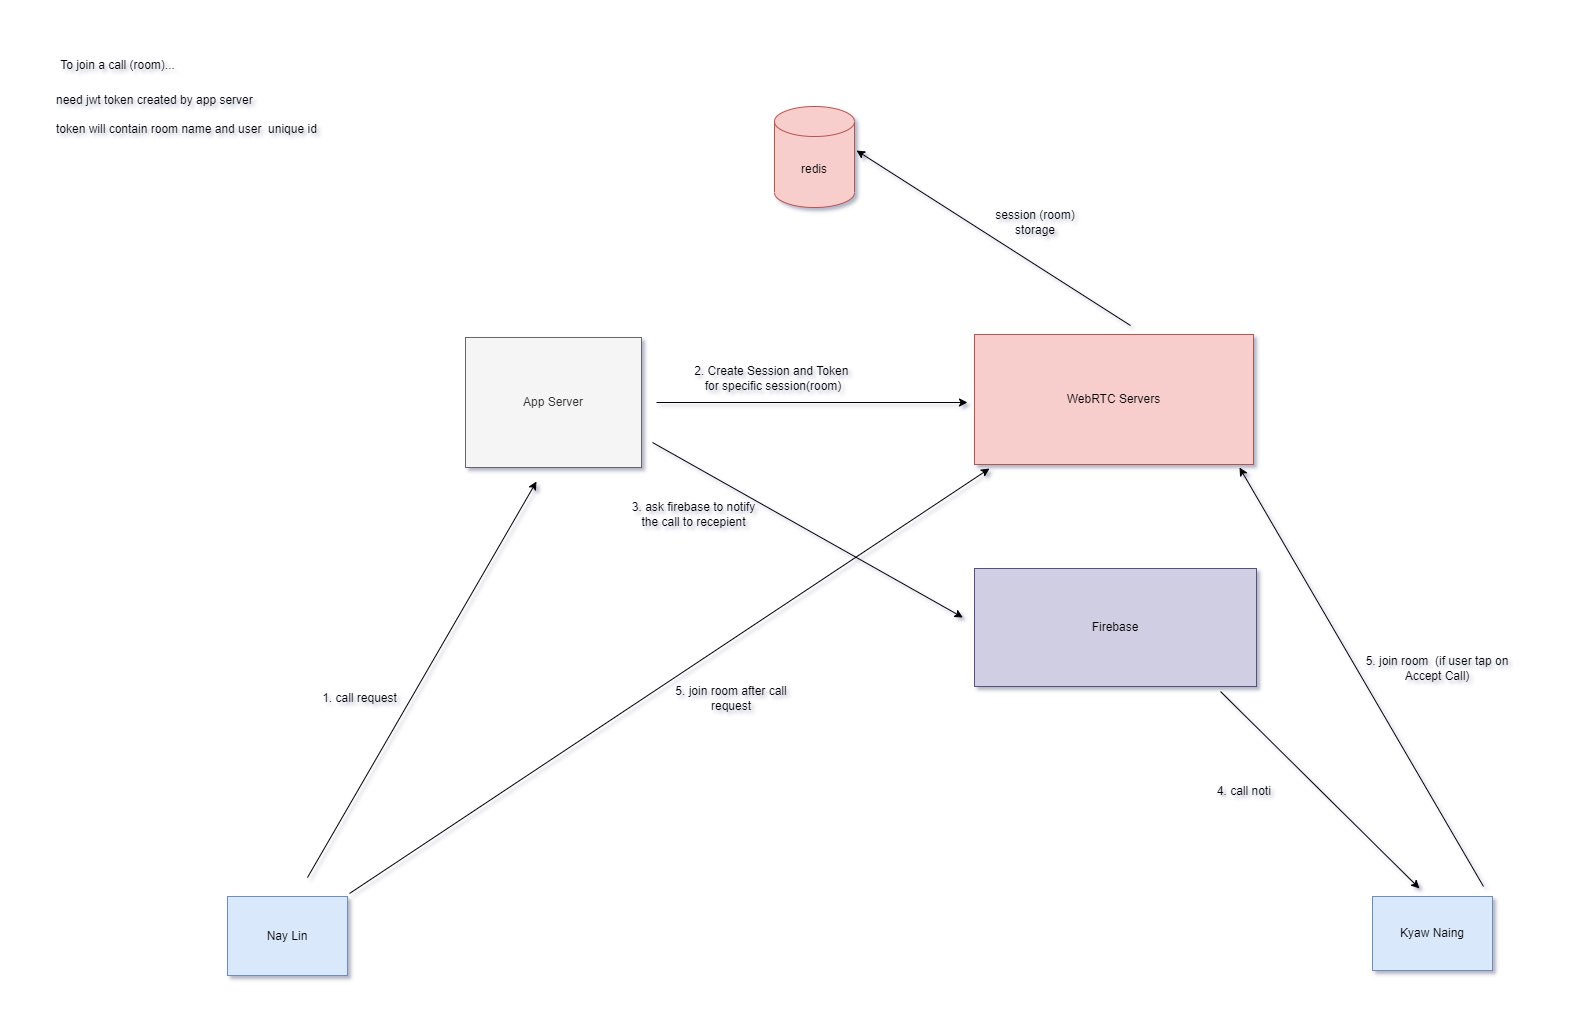 To join a call (room)...
need jwt token created by app server
token will contain room name and user  unique id
redis
session (room)
storage
2. Create Session and Token
for specific session(room)
App Server
WebRTC Servers
3. ask firebase to notify
the call to recepient
Firebase
5. join room  (if user tap on
Accept Call)
1. call request
5. join room after call
request
4. call noti
Nay Lin
Kyaw Naing